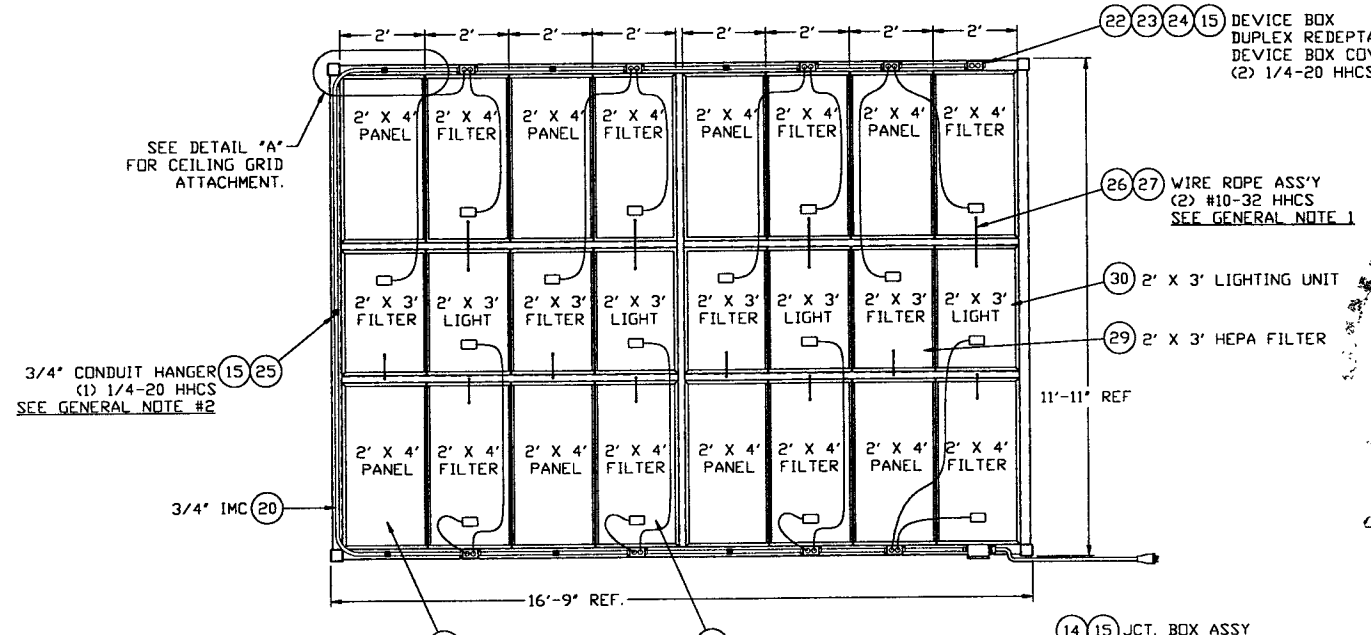 2' 2' 2' 2' 2' 2' 2' 2'
22 23 24 15 DEVICE BOX
DUPLEX REDEPTA
DEVICE BOX COV
(2) 1/4-20 HHCS
2' X 4' 2' X 4' 2' X 4' 2' X 4' 2' X 4' 2' X 4' 2' X 4' 2' X 4'
PANEL FILTER PANEL FILTER PANEL FILTER PANEL FILTER
SEE DETAIL "A"
FOR CEILING GRID
ATTACHMENT.
26 27 WIRE ROPE ASS'Y
(2) #10-32 HHCS
SEE GENERAL NOTE 1
30 2' X 3' LIGHTING UNIT
2' X 3' 2' X 3' 2' X 3' 2' X 3' 2' X 3' 2' X 3' 2' X 3' 2' X 3'
FILTER LIGHT FILTER LIGHT FILTER LIGHT FILTER LIGHT
29 2' X 3' HEPA FILTER
3/4" CONDUIT HANGER 15 25
(1) 1/4-20 HHCS
SEE GENERAL NOTE #2
11'-11" REF
2' X 4' 2' X 4' 2' X 4' 2' X 4' 2' X 4' 2' X 4' 2' X 4' 2' X 4'
PANEL FILTER PANEL FILTER PANEL FILTER PANEL FILTER
3/4" IMC 20
16'-9" REF.
14 15 JCT. BOX ASSY